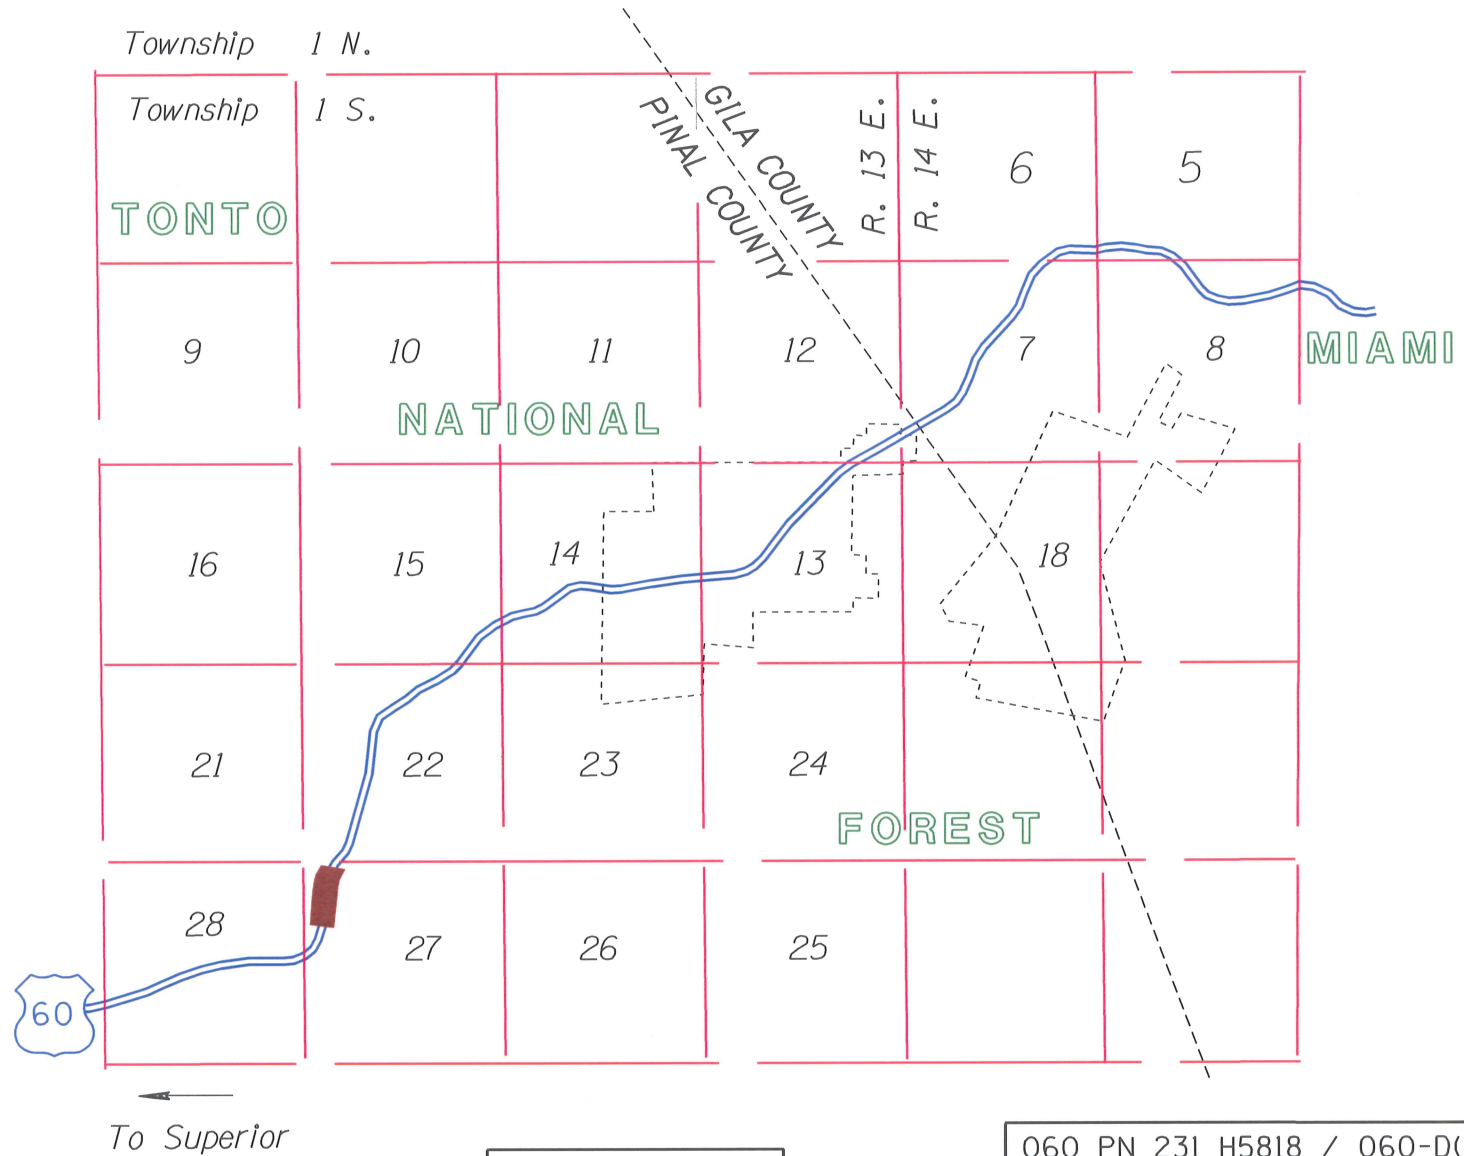 Township 1 N.
Township 1 S.
GILA COUNTY
PINAL COUNTY
R. 13 E.
R. 14 E.
6
5
TONTO
9
10
11
12
7
8
MIAMI
NATIONAL
16
15
14
13
18
21
22
23
24
FOREST
28
27
26
25
60
To Superior
060 PN 231 H5818 / 060-D(